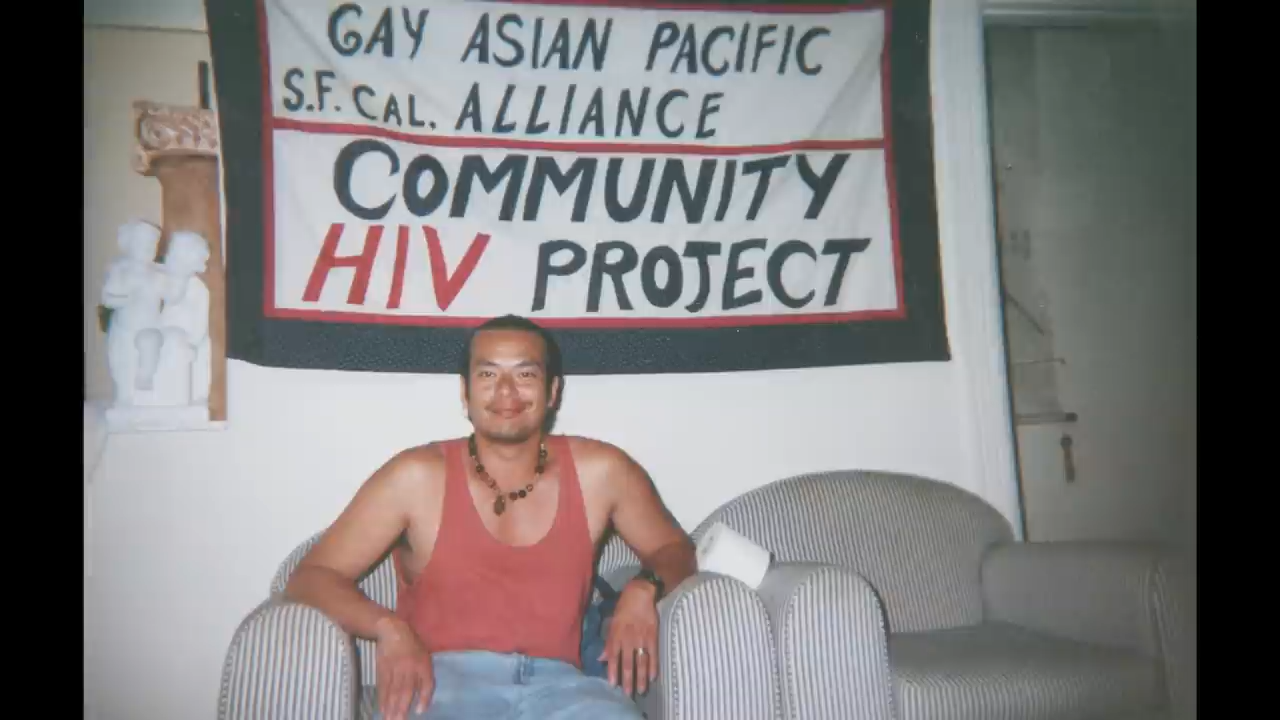 GAY ASIAN PACIFIC
S.F. CAL. ALLIANCE
COMMUNITY
HIV PROJECT